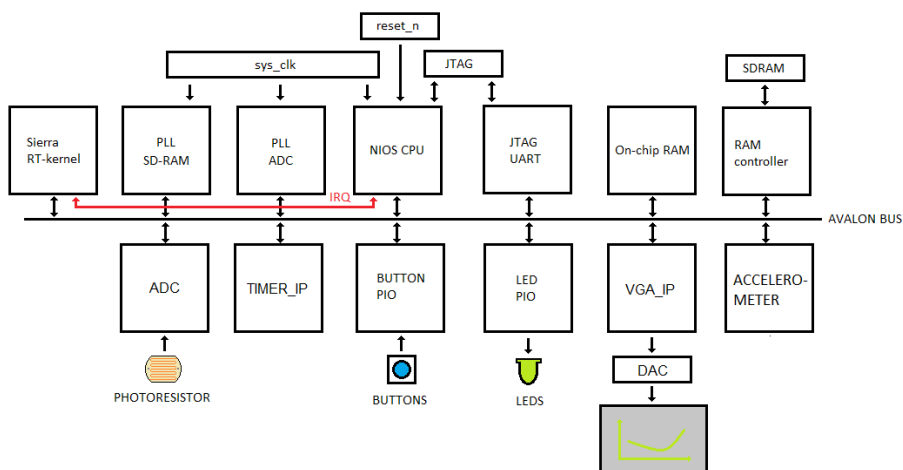 reset_n
sys_clk
JTAG
SDRAM
Sierra
RT-kernel
PLL
SD-RAM
PLL
ADC
NIOS CPU
JTAG
UART
On-chip RAM
RAM
controller
IRQ
AVALON BUS
ADC
TIMER_IP
BUTTON
PIO
LED
PIO
VGA_IP
ACCELERO-
METER
DAC
PHOTORESISTOR
BUTTONS
LEDS